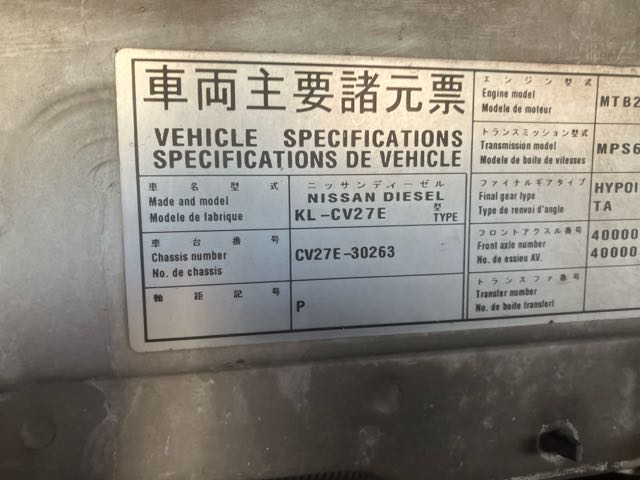 車両主要諸元票
VEHICLE SPECIFICATIONS
SPECIFICATIONS DE VEHICLE
車名型式
Made and model
Modele de fabrique
ニッサンディーゼル
NISSAN DIESEL
KL-CV27E 型 TYPE
車台番号
Chassis number
No. de chassis
CV27E-30263
軸距記号
P
エンジン型式
Engine model
Modele de moteur
MTB2
トランスミッション型式
Transmission model
Modele de boite de vitesses
MPS6
ファイナルギアタイプ
Final gear type
Type de renvoi d'angle
HYPOI
TA
フロントアクスル番号
Front axle number
No. de essieu AV.
40000
40000
トランスファ番号
Transfer number
No. de boite transfert